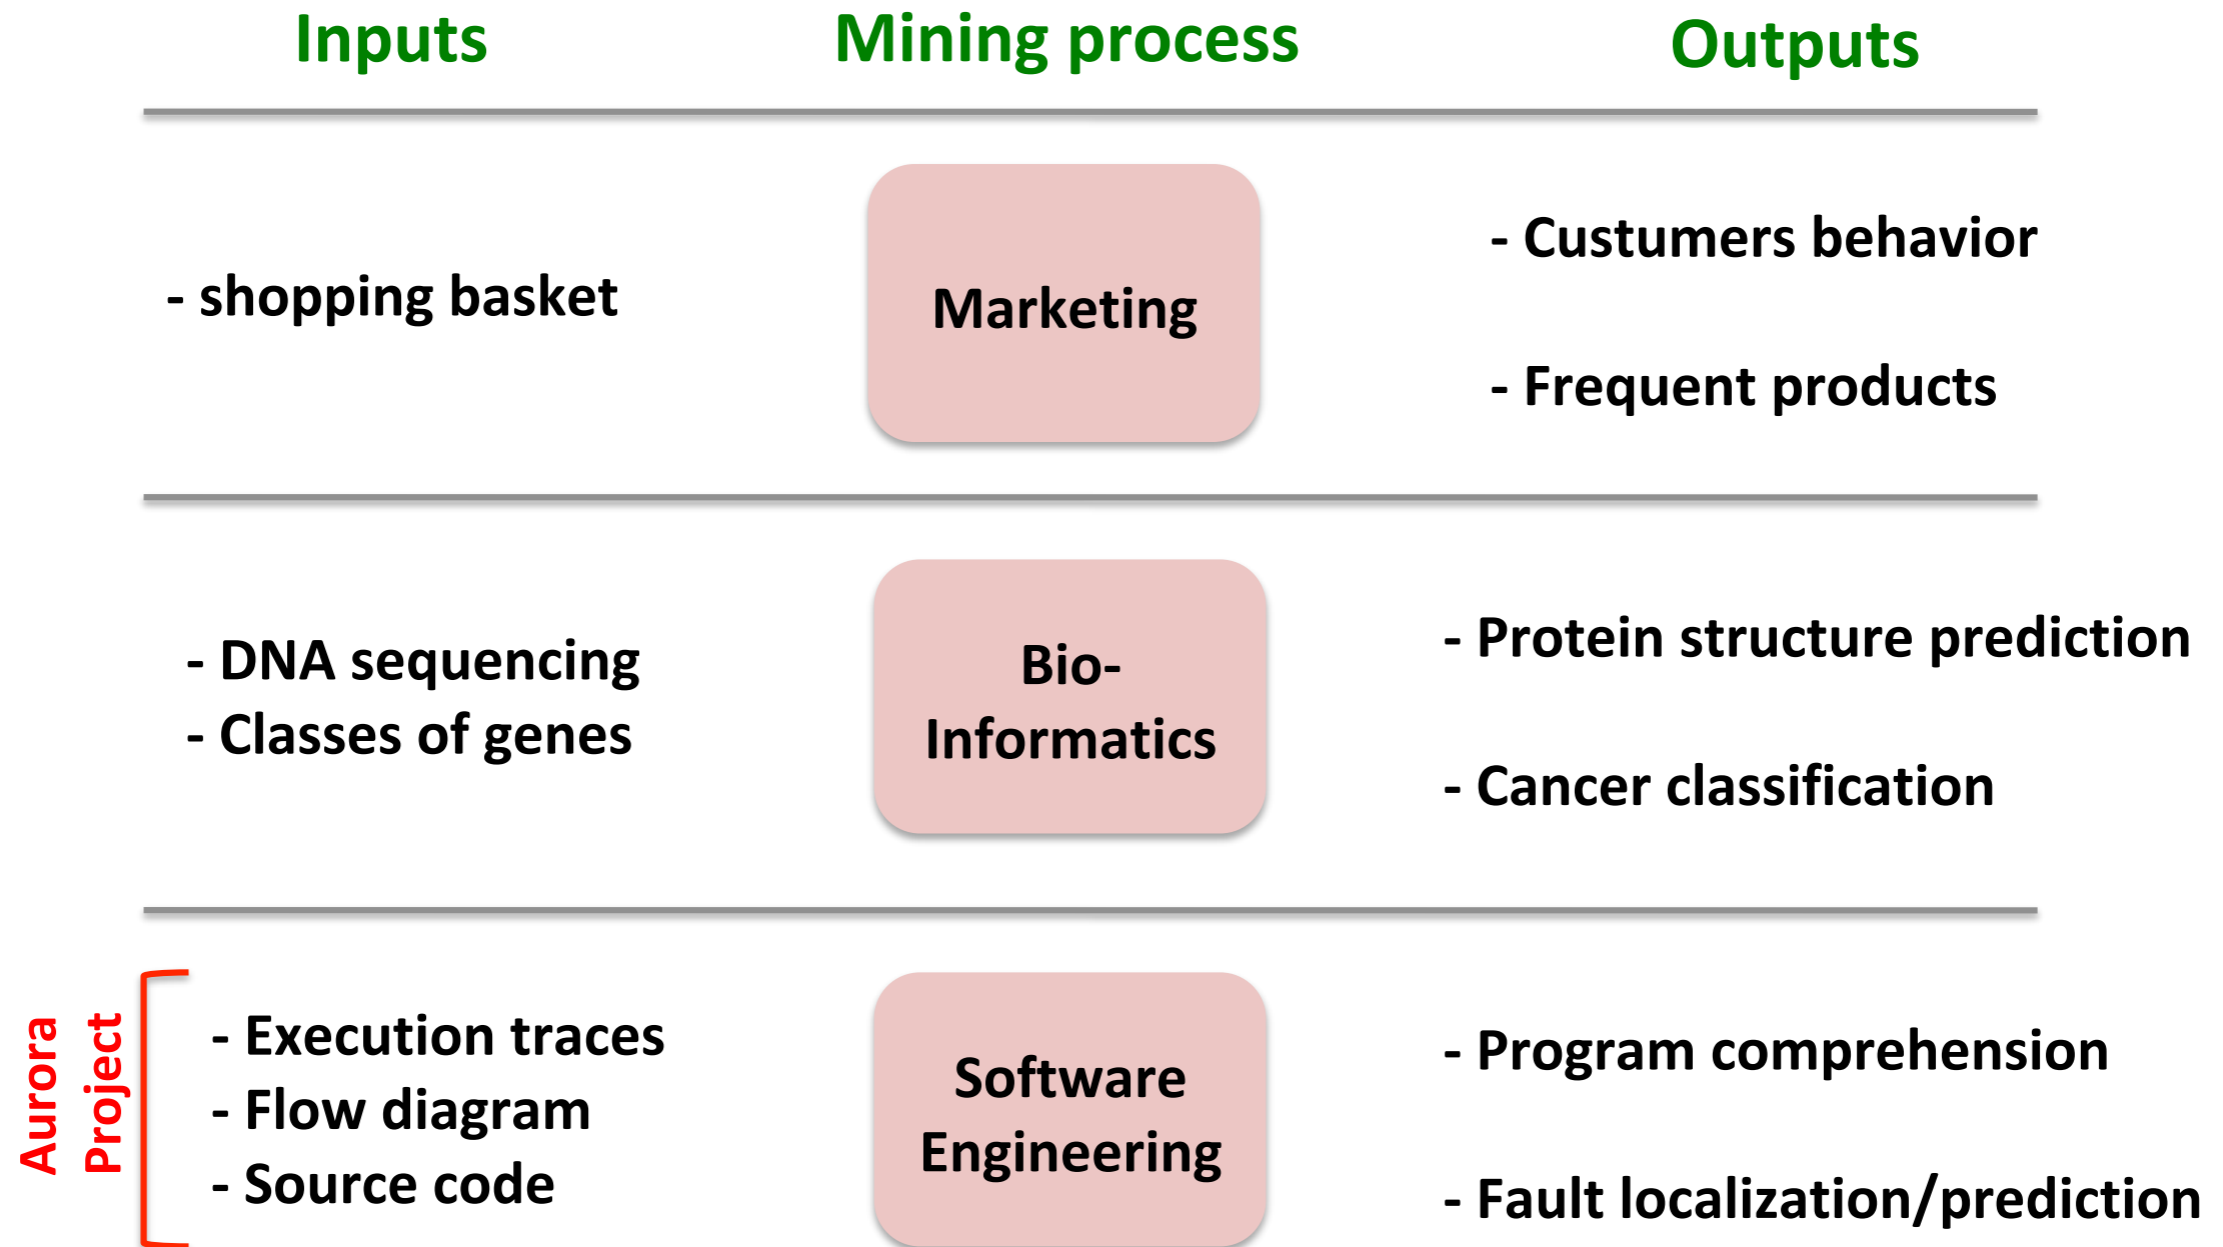 Inputs
Mining process
Outputs
- shopping basket
Marketing
- Custumers behavior
- Frequent products
- DNA sequencing
- Classes of genes
Bio-
Informatics
- Protein structure prediction
- Cancer classification
Aurora
Project
- Execution traces
- Flow diagram
- Source code
Software
Engineering
- Program comprehension
- Fault localization/prediction